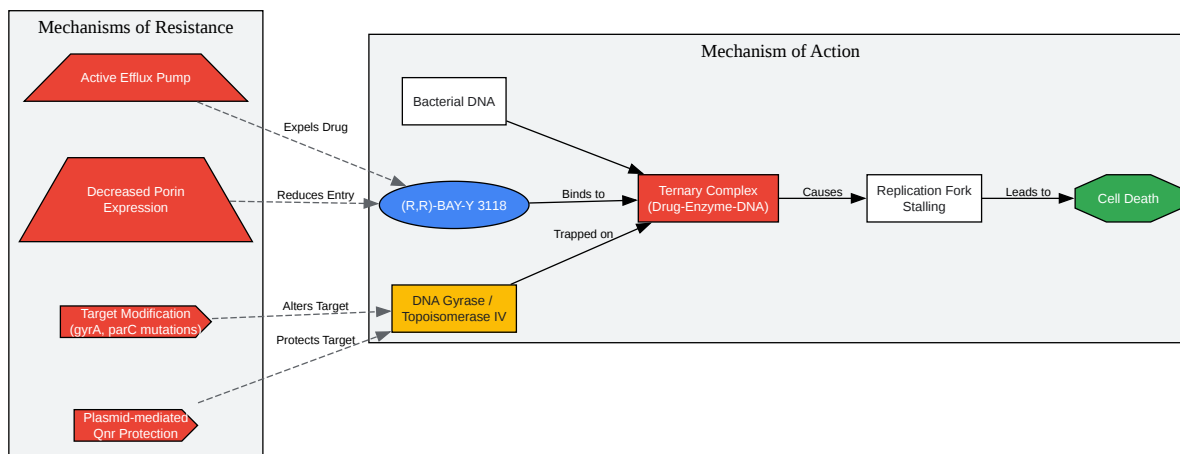 Mechanisms of Resistance
Active Efflux Pump
Decreased Porin
Expression
Target Modification
(gyrA, parC mutations)
Plasmid-mediated
Qnr Protection
Expels Drug
Reduces Entry
Alters Target
Protects Target
Mechanism of Action
Bacterial DNA
(R,R)-BAY-Y 3118
DNA Gyrase /
Topoisomerase IV
Binds to
Trapped on
Ternary Complex
(Drug-Enzyme-DNA)
Causes
Replication Fork
Stalling
Leads to
Cell Death